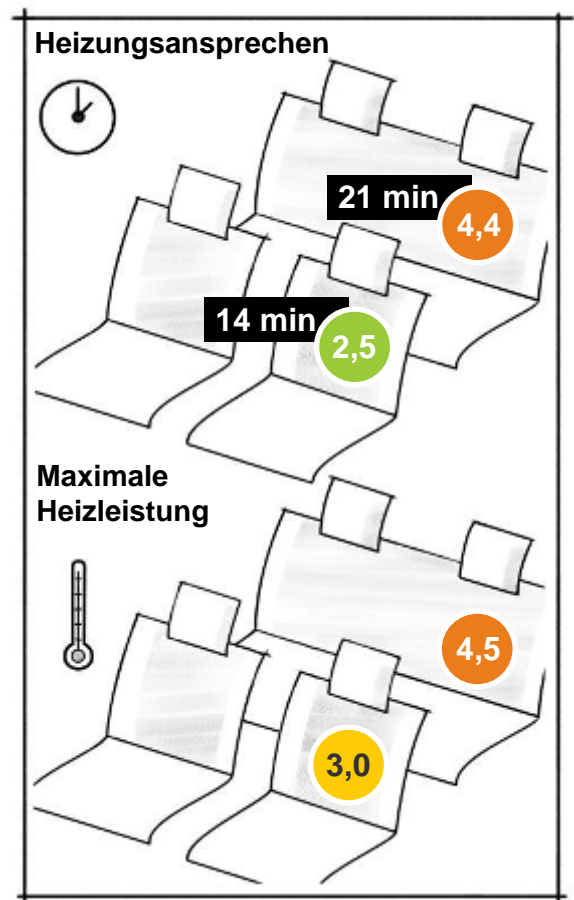 Heizungsansprechen
21 min
4,4
14 min
2,5
Maximale
Heizleistung
4,5
3,0